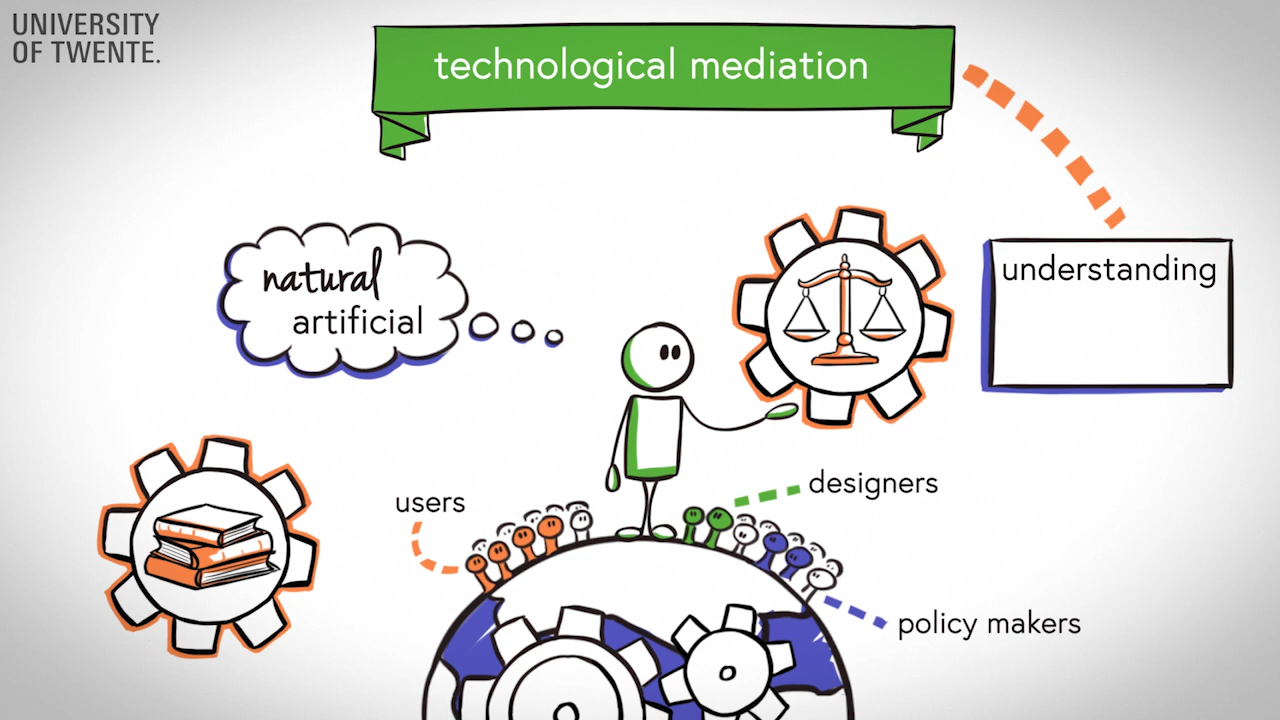 UNIVERSITY
OF TWENTE.
technological mediation
natural
artificial
understanding
users
designers
policy makers